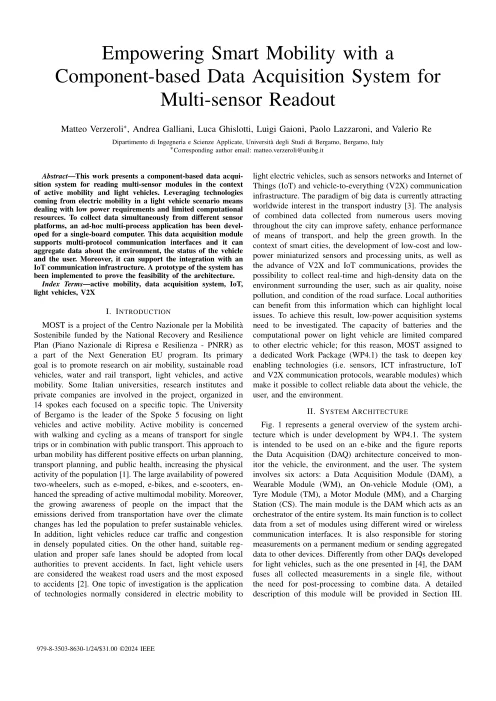 Empowering Smart Mobility with a
Component-based Data Acquisition System for
Multi-sensor Readout
Matteo Verzeroli*, Andrea Galliani, Luca Ghislotti, Luigi Gaioni, Paolo Lazzaroni, and Valerio Re
Dipartimento di Ingegneria e Scienze Applicate, Università degli Studi di Bergamo, Bergamo, Italy
*Corresponding author email: matteo.verzeroli@unibg.it
Abstract—This work presents a component-based data acqui-
sition system for reading multi-sensor modules in the context
of active mobility and light vehicles. Leveraging technologies
coming from electric mobility in a light vehicle scenario means
dealing with low power requirements and limited computational
resources. To collect data simultaneously from different sensor
platforms, an ad-hoc multi-process application has been devel-
oped for a single-board computer. This data acquisition module
supports multi-protocol communication interfaces and it can
aggregate data about the environment, the status of the vehicle
and the user. Moreover, it can support the integration with an
IoT communication infrastructure. A prototype of the system has
been implemented to prove the feasibility of the architecture.
Index Terms—active mobility, data acquisition system, IoT,
light vehicles, V2X
I. INTRODUCTION
MOST is a project of the Centro Nazionale per la Mobilità
Sostenibile funded by the National Recovery and Resilience
Plan (Piano Nazionale di Ripresa e Resilienza - PNRR) as
a part of the Next Generation EU program. Its primary
goal is to promote research on air mobility, sustainable road
vehicles, water and rail transport, light vehicles, and active
mobility. Some Italian universities, research institutes and
private companies are involved in the project, organized in
14 spokes each focused on a specific topic. The University
of Bergamo is the leader of the Spoke 5 focusing on light
vehicles and active mobility. Active mobility is concerned
with walking and cycling as a means of transport for single
trips or in combination with public transport. This approach to
urban mobility has different positive effects on urban planning,
transport planning, and public health, increasing the physical
activity of the population [1]. The large availability of powered
two-wheelers, such as e-moped, e-bikes, and e-scooters, en-
hanced the spreading of active multimodal mobility. Moreover,
the growing awareness of people on the impact that the
emissions derived from transportation have over the climate
changes has led the population to prefer sustainable vehicles.
In addition, light vehicles reduce car traffic and congestion
in densely populated cities. On the other hand, suitable reg-
ulation and proper safe lanes should be adopted from local
authorities to prevent accidents. In fact, light vehicle users
are considered the weakest road users and the most exposed
to accidents [2]. One topic of investigation is the application
of technologies normally considered in electric mobility to
light electric vehicles, such as sensors networks and Internet of
Things (IoT) and vehicle-to-everything (V2X) communication
infrastructure. The paradigm of big data is currently attracting
worldwide interest in the transport industry [3]. The analysis
of combined data collected from numerous users moving
throughout the city can improve safety, enhance performance
of means of transport, and help the green growth. In the
context of smart cities, the development of low-cost and low-
power miniaturized sensors and processing units, as well as
the advance of V2X and IoT communications, provides the
possibility to collect real-time and high-density data on the
environment surrounding the user, such as air quality, noise
pollution, and condition of the road surface. Local authorities
can benefit from this information which can highlight local
issues. To achieve this result, low-power acquisition systems
need to be investigated. The capacity of batteries and the
computational power on light vehicle are limited compared
to other electric vehicle; for this reason, MOST assigned to
a dedicated Work Package (WP4.1) the task to deepen key
enabling technologies (i.e. sensors, ICT infrastructure, IoT
and V2X communication protocols, wearable modules) which
make it possible to collect reliable data about the vehicle, the
user, and the environment.
II. SYSTEM ARCHITECTURE
Fig. 1 represents a general overview of the system archi-
tecture which is under development by WP4.1. The system
is intended to be used on an e-bike and the figure reports
the Data Acquisition (DAQ) architecture conceived to mon-
itor the vehicle, the environment, and the user. The system
involves six actors: a Data Acquisition Module (DAM), a
Wearable Module (WM), an On-vehicle Module (OM), a
Tyre Module (TM), a Motor Module (MM), and a Charging
Station (CS). The main module is the DAM which acts as an
orchestrator of the entire system. Its main function is to collect
data from a set of modules using different wired or wireless
communication interfaces. It is also responsible for storing
measurements on a permanent medium or sending aggregated
data to other devices. Differently from other DAQs developed
for light vehicles, such as the one presented in [4], the DAM
fuses all collected measurements in a single file, without
the need for post-processing to combine data. A detailed
description of this module will be provided in Section III.
979-8-3503-8630-1/24/$31.00 ©2024 IEEE